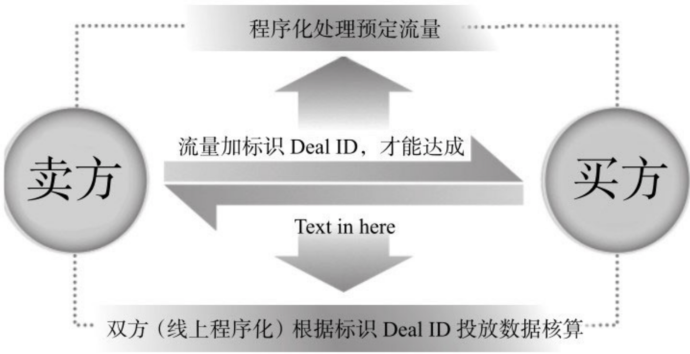 程序化处理预定流量
卖方
流量加标识 Deal ID，才能达成
买方
Text in here
双方（线上程序化）根据标识 Deal ID 投放数据核算